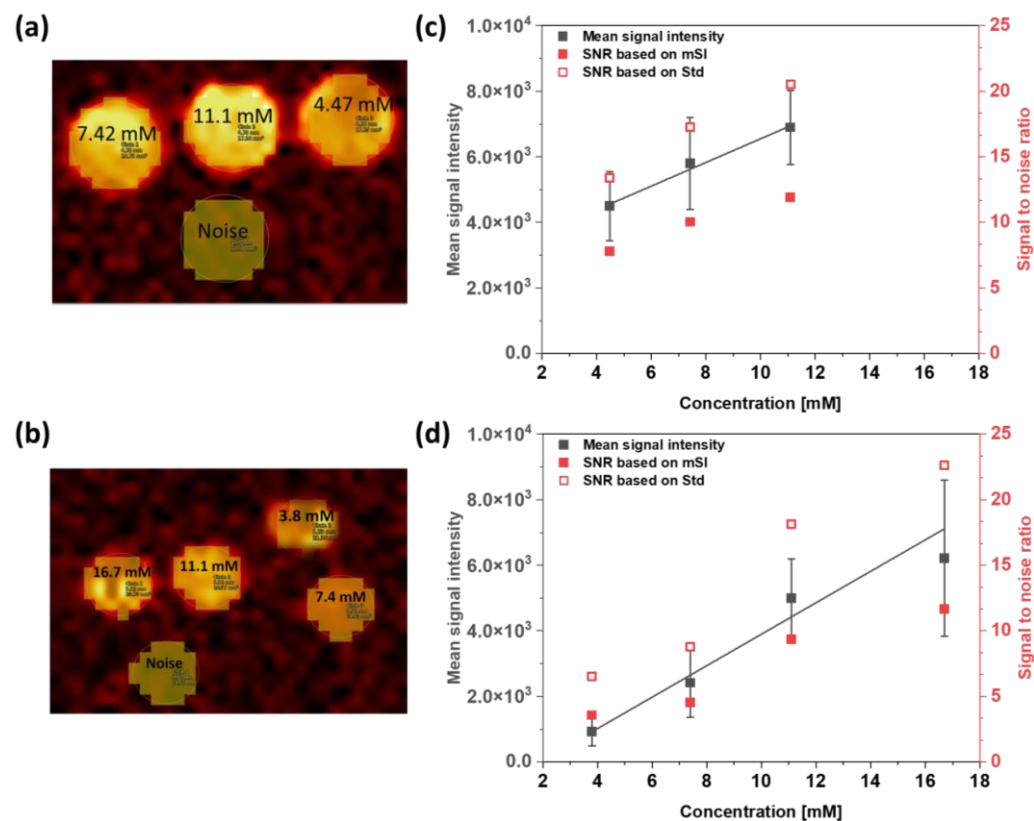 (a)
7.42 mM
11.1 mM
4.47 mM
Noise
(b)
16.7 mM
11.1 mM
3.8 mM
7.4 mM
Noise
(c)
Mean signal intensity
SNR based on mSI
SNR based on Std
1.0×10⁴
8.0×10³
6.0×10³
4.0×10³
2.0×10³
0.0
Mean signal intensity
25
20
15
10
5
0
Signal to noise ratio
2 4 6 8 10 12 14 16 18
Concentration [mM]
(d)
Mean signal intensity
SNR based on mSI
SNR based on Std
1.0×10⁴
8.0×10³
6.0×10³
4.0×10³
2.0×10³
0.0
Mean signal intensity
25
20
15
10
5
0
Signal to noise ratio
2 4 6 8 10 12 14 16 18
Concentration [mM]